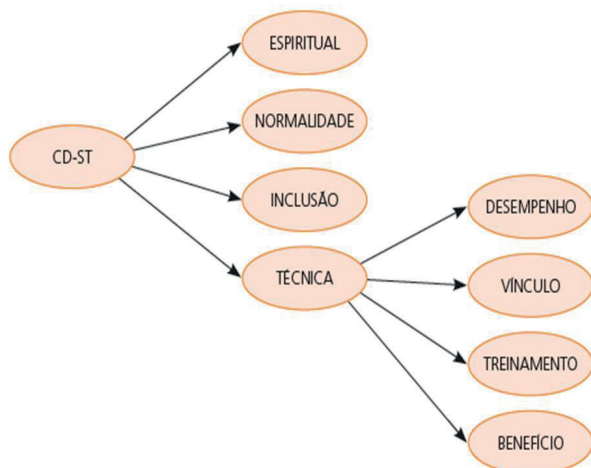 ESPIRITUAL
NORMALIDADE
CD-ST
INCLUSÃO
DESEMPENHO
TÉCNICA
VÍNCULO
TREINAMENTO
BENEFÍCIO